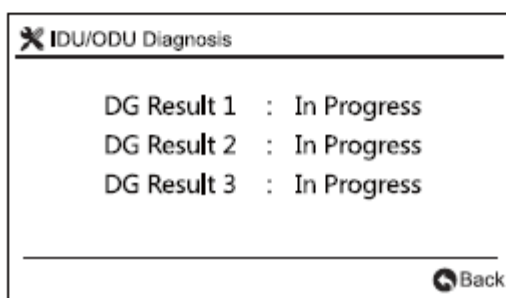 IDU/ODU Diagnosis
DG Result 1 : In Progress
DG Result 2 : In Progress
DG Result 3 : In Progress
Back